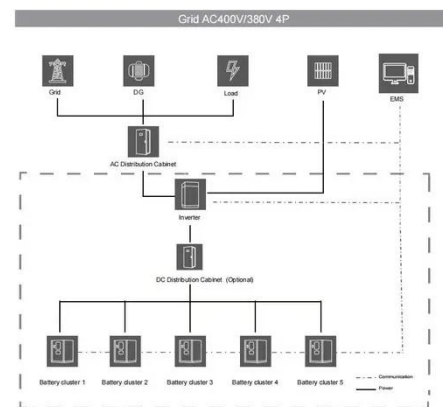 Grid AC400V/380V 4P
Grid
DG
Load
PV
EMS
AC Distribution Cabinet
Inverter
DC Distribution Cabinet (Optional)
Battery cluster 1
Battery cluster 2
Battery cluster 3
Battery cluster 4
Battery cluster 5
Communication
Power